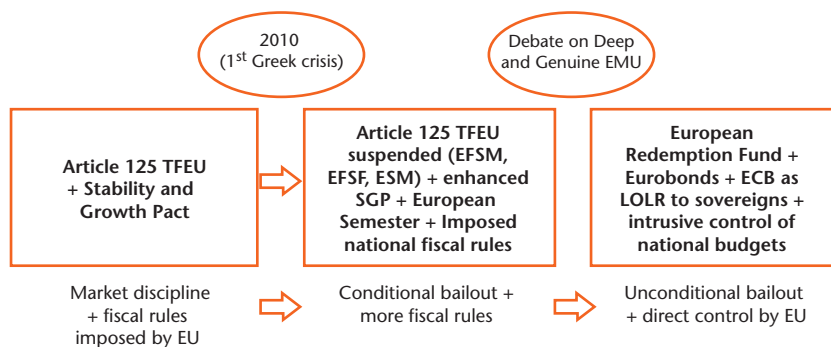 2010
(1st Greek crisis)
Debate on Deep
and Genuine EMU
Article 125 TFEU
+ Stability and
Growth Pact
Article 125 TFEU
suspended (EFSM,
EFSF, ESM) + enhanced
SGP + European
Semester + Imposed
national fiscal rules
European
Redemption Fund +
Eurobonds + ECB as
LOLR to sovereigns +
intrusive control of
national budgets
Market discipline
+ fiscal rules
imposed by EU
Conditional bailout +
more fiscal rules
Unconditional bailout
+ direct control by EU